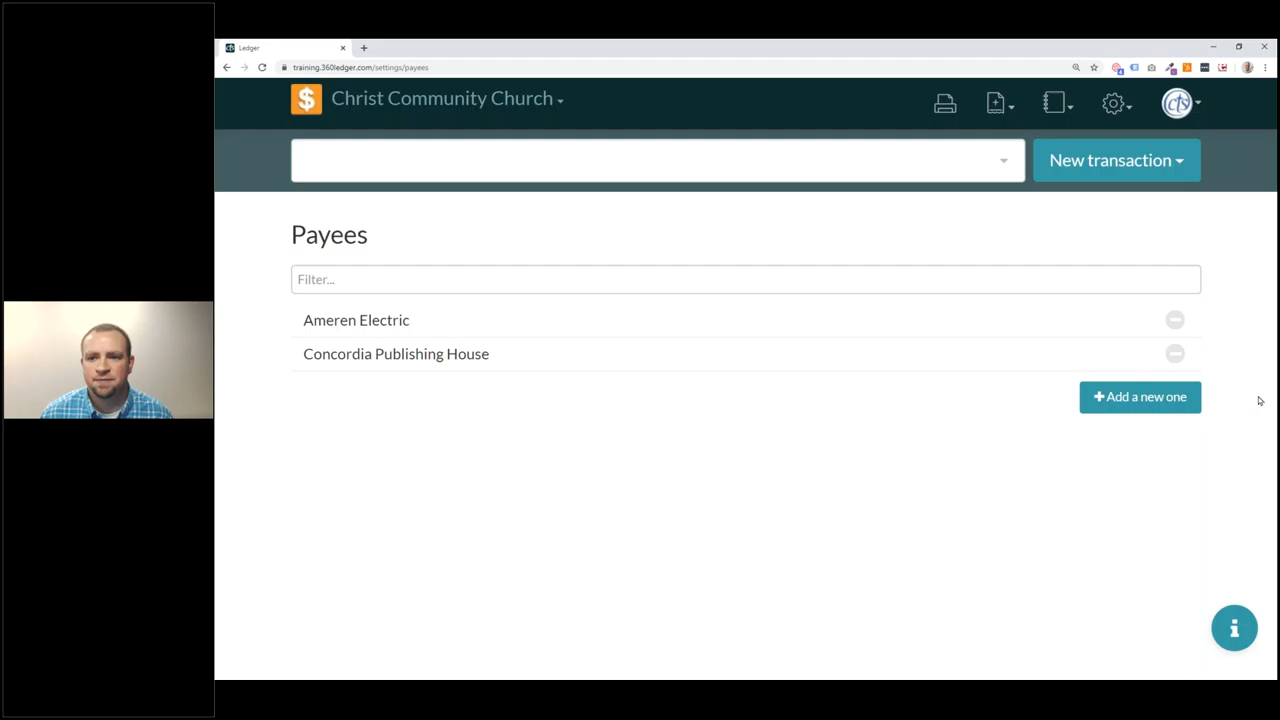 Ledger
training.360ledger.com/settings/payees
Christ Community Church
cts
New transaction
Payees
Filter...
Ameren Electric
Concordia Publishing House
+ Add a new one